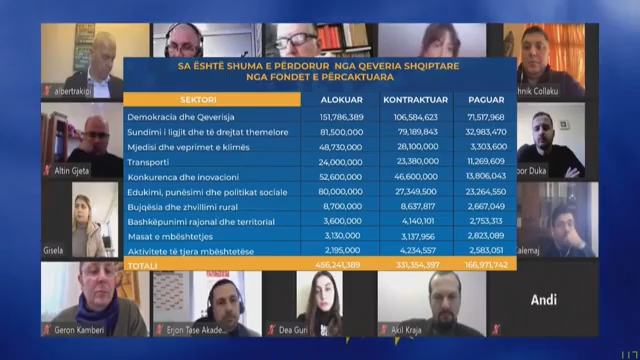 SA ËSHTË SHUMA E PËRDORUR NGA QEVERIA SHQIPTARE
NGA FONDET E PËRCAKTUARA
SEKTORI ALOKUAR KONTRAKTUAR PAGUAR
Demokracia dhe Qeverisja 151,786,389 106,584,623 71,517,968
Sundimi i ligjit dhe të drejtat themelore 81,500,000 79,189,843 32,983,470
Mjedisi dhe veprimet e klimës 48,730,000 28,100,000 3,303,600
Transporti 24,000,000 23,380,000 11,269,609
Konkurenca dhe inovacioni 52,600,000 46,600,000 13,806,043
Edukimi, punësimi dhe politikat sociale 80,000,000 27,349,500 23,264,550
Bujqësia dhe zhvillimi rural 8,700,000 8,637,817 2,667,049
Bashkëpunimi rajonal dhe territorial 3,600,000 4,140,101 2,753,313
Masat e mbështetjes 3,130,000 3,137,956 2,823,089
Aktivitete të tjera mbështetëse 2,195,000 4,234,557 2,583,051
TOTALI 456,241,389 331,354,397 166,971,742
albertrakipi
hnik Collaku
Altin Gjeta
or Duka
Gisela
alemaj
Geron Kamberi
Erjon Tase Akade...
Dea Guri
Akil Kraja
Andi